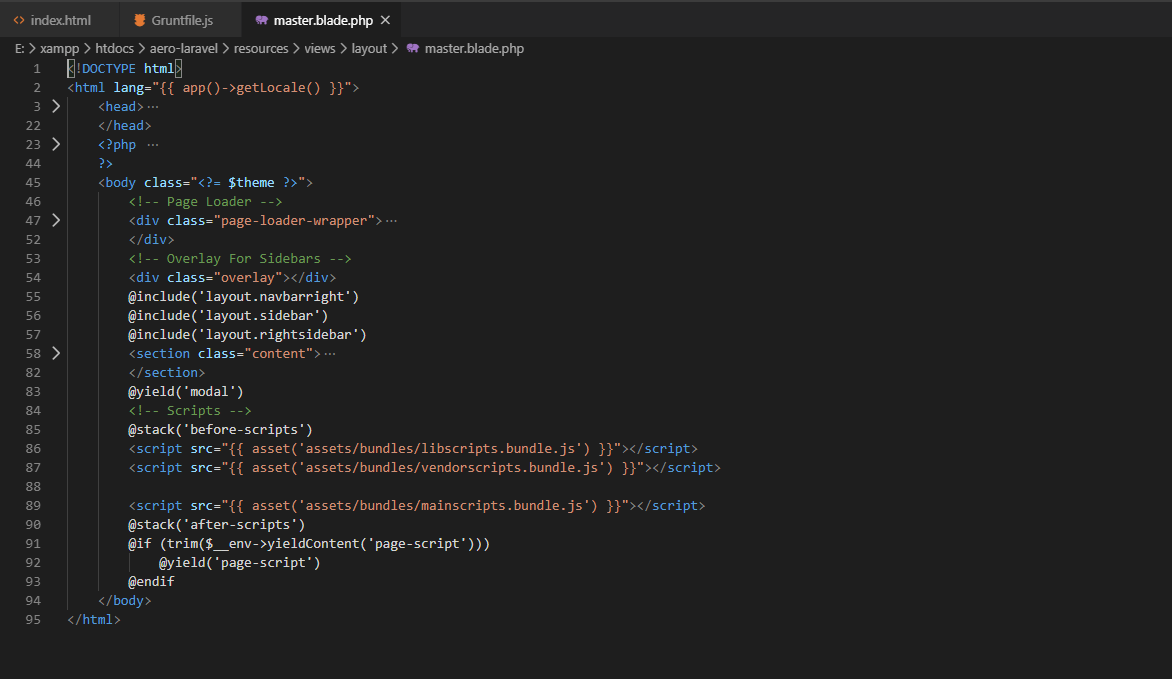 index.html Gruntfile.js master.blade.php
E: > xampp > htdocs > aero-laravel > resources > views > layout > master.blade.php
1 <!DOCTYPE html>
2 <html lang="{{ app()->getLocale() }}">
3 <head>···
22 </head>
23 <?php ···
44 ?>
45 <body class="<?= $theme ?>">
46 <!-- Page Loader -->
47 <div class="page-loader-wrapper">···
52 </div>
53 <!-- Overlay For Sidebars -->
54 <div class="overlay"></div>
55 @include('layout.navbarright')
56 @include('layout.sidebar')
57 @include('layout.rightsidebar')
58 <section class="content">···
82 </section>
83 @yield('modal')
84 <!-- Scripts -->
85 @stack('before-scripts')
86 <script src="{{ asset('assets/bundles/libscripts.bundle.js') }}"></script>
87 <script src="{{ asset('assets/bundles/vendorscripts.bundle.js') }}"></script>
88
89 <script src="{{ asset('assets/bundles/mainscripts.bundle.js') }}"></script>
90 @stack('after-scripts')
91 @if (trim($__env->yieldContent('page-script')))
92 @yield('page-script')
93 @endif
94 </body>
95 </html>